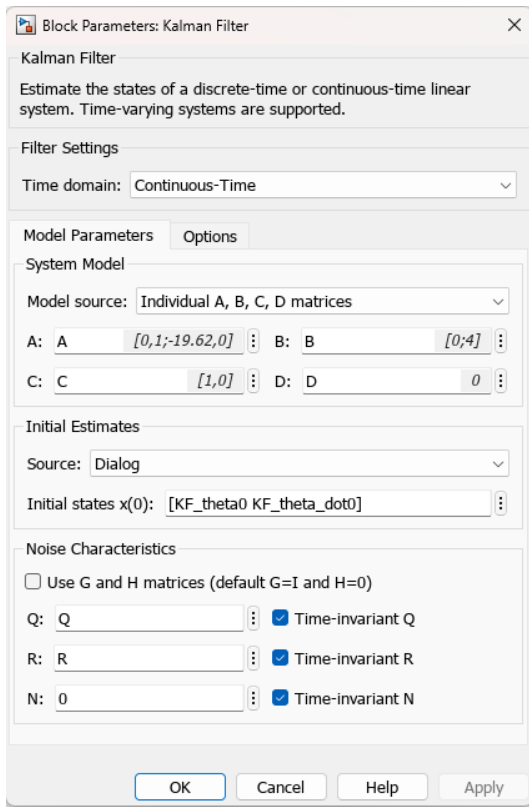 Block Parameters: Kalman Filter
Kalman Filter
Estimate the states of a discrete-time or continuous-time linear
system. Time-varying systems are supported.
Filter Settings
Time domain: Continuous-Time
Model Parameters Options
System Model
Model source: Individual A, B, C, D matrices
A: A [0,1;-19.62,0] B: B [0;4]
C: C [1,0] D: D 0
Initial Estimates
Source: Dialog
Initial states x(0): [KF_theta0 KF_theta_dot0]
Noise Characteristics
Use G and H matrices (default G=I and H=0)
Q: Q Time-invariant Q
R: R Time-invariant R
N: 0 Time-invariant N
OK Cancel Help Apply